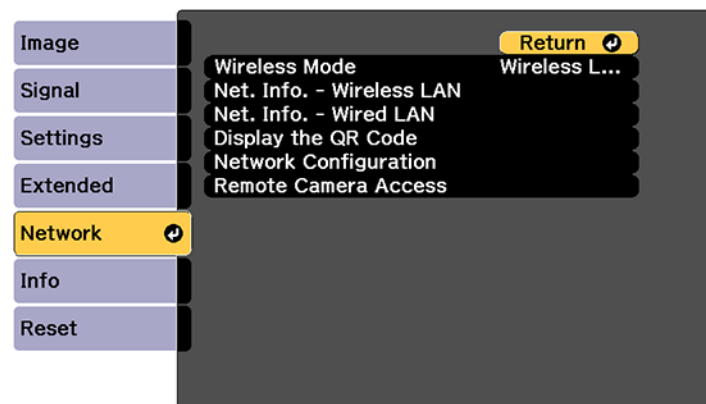 Image
Signal
Settings
Extended
Network
Info
Reset
Return
Wireless Mode Wireless L...
Net. Info. - Wireless LAN
Net. Info. - Wired LAN
Display the QR Code
Network Configuration
Remote Camera Access